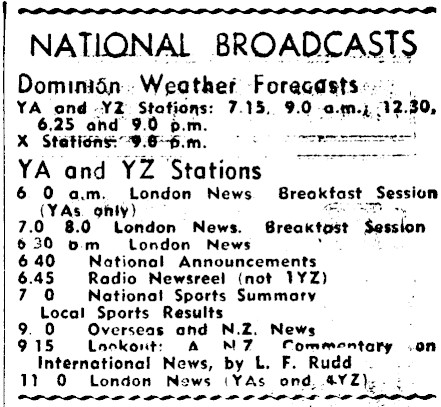 NATIONAL BROADCASTS
Dominion Weather Forecasts
YA and YZ Stations: 7.15, 9.0 a.m.; 12.30,
6.25 and 9.0 p.m.
X Stations: 9.0 p.m.
YA and YZ Stations
6 0 a.m. London News Breakfast Session
(YAs only)
7.0 8.0 London News. Breakfast Session
6 30 p m London News
6 40 National Announcements
6.45 Radio Newsreel (not 1YZ)
7 0 National Sports Summary
Local Sports Results
9. 0 Overseas and N.Z. News
9 15 Lookout: A N Z Commentary on
International News, by L. F. Rudd
11 0 London News (YAs and 4YZ)